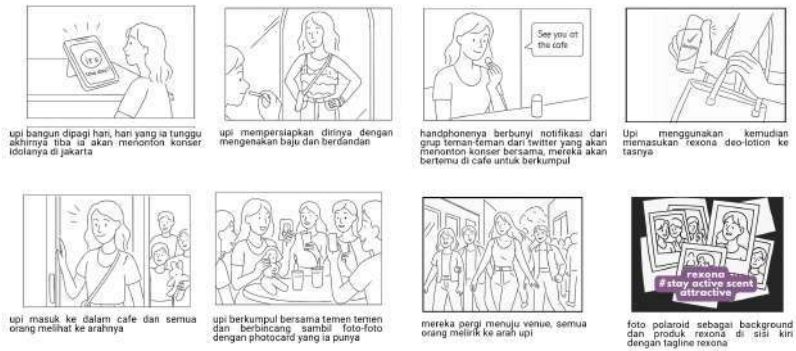 it's
upi bangun dipagi hari, hari yang ia tunggu
akhirnya tiba ia akan menonton konser
idolanya di jakarta
upi mempersiapkan dirinya dengan
mengenakan baju dan berdandan
See you at
the cafe
handphonenya berbunyi notifikasi dari
grup teman-teman dari twitter yang akan
menonton konser bersama, mereka akan
bertemu di cafe untuk berkumpul
Upi menggunakan kemudian
memasukan rexona deo-lotion ke
tasnya
upi masuk ke dalam cafe dan semua
orang melihat ke arahnya
upi berkumpul bersama temen temen
dan berbincang sambil foto-foto
dengan photocard yang ia punya
mereka pergi menuju venue, semua
orang melirik ke arah upi
rexona
#stay active scent
attractive
foto polaroid sebagai background
dan produk rexona di sisi kiri
dengan tagline rexona